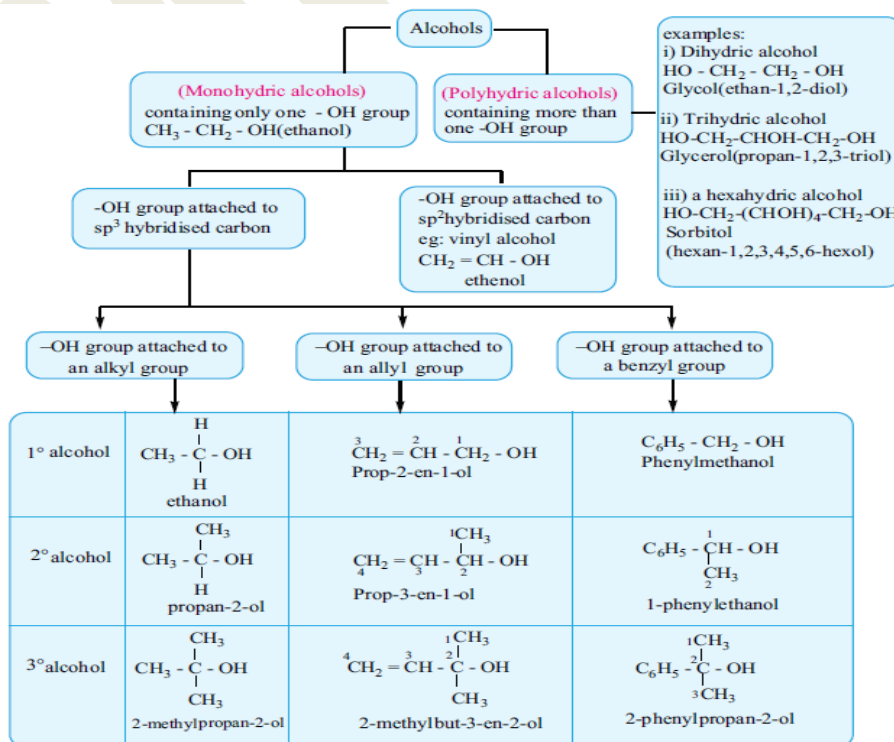 Alcohols
(Monohydric alcohols)
containing only one - OH group
CH₃ - CH₂ - OH(ethanol)
(Polyhydric alcohols)
containing more than
one -OH group
examples:
i) Dihydric alcohol
HO - CH₂ - CH₂ - OH
Glycol(ethan-1,2-diol)
ii) Trihydric alcohol
HO-CH₂-CHOH-CH₂-OH
Glycerol(propan-1,2,3-triol)
iii) a hexahydric alcohol
HO-CH₂-(CHOH)₄-CH₂-OH
Sorbitol
(hexan-1,2,3,4,5,6-hexol)
-OH group attached to
sp³ hybridised carbon
-OH group attached to
sp²hybridised carbon
eg: vinyl alcohol
CH₂ = CH - OH
ethenol
–OH group attached to
an alkyl group
–OH group attached to
an allyl group
–OH group attached to
a benzyl group
1° alcohol
H
CH₃ - C - OH
H
ethanol
3 2 1
CH₂ = CH - CH₂ - OH
Prop-2-en-1-ol
C₆H₅ - CH₂ - OH
Phenylmethanol
2° alcohol
CH₃
CH₃ - C - OH
H
propan-2-ol
1CH₃
CH₂ = CH - CH - OH
4 3 2
Prop-3-en-1-ol
1
C₆H₅ - CH - OH
CH₃
2
1-phenylethanol
3° alcohol
CH₃
CH₃ - C - OH
CH₃
2-methylpropan-2-ol
1CH₃
4 3 2
CH₂ = CH - C - OH
CH₃
2-methylbut-3-en-2-ol
1CH₃
2
C₆H₅ - C - OH
3CH₃
2-phenylpropan-2-ol